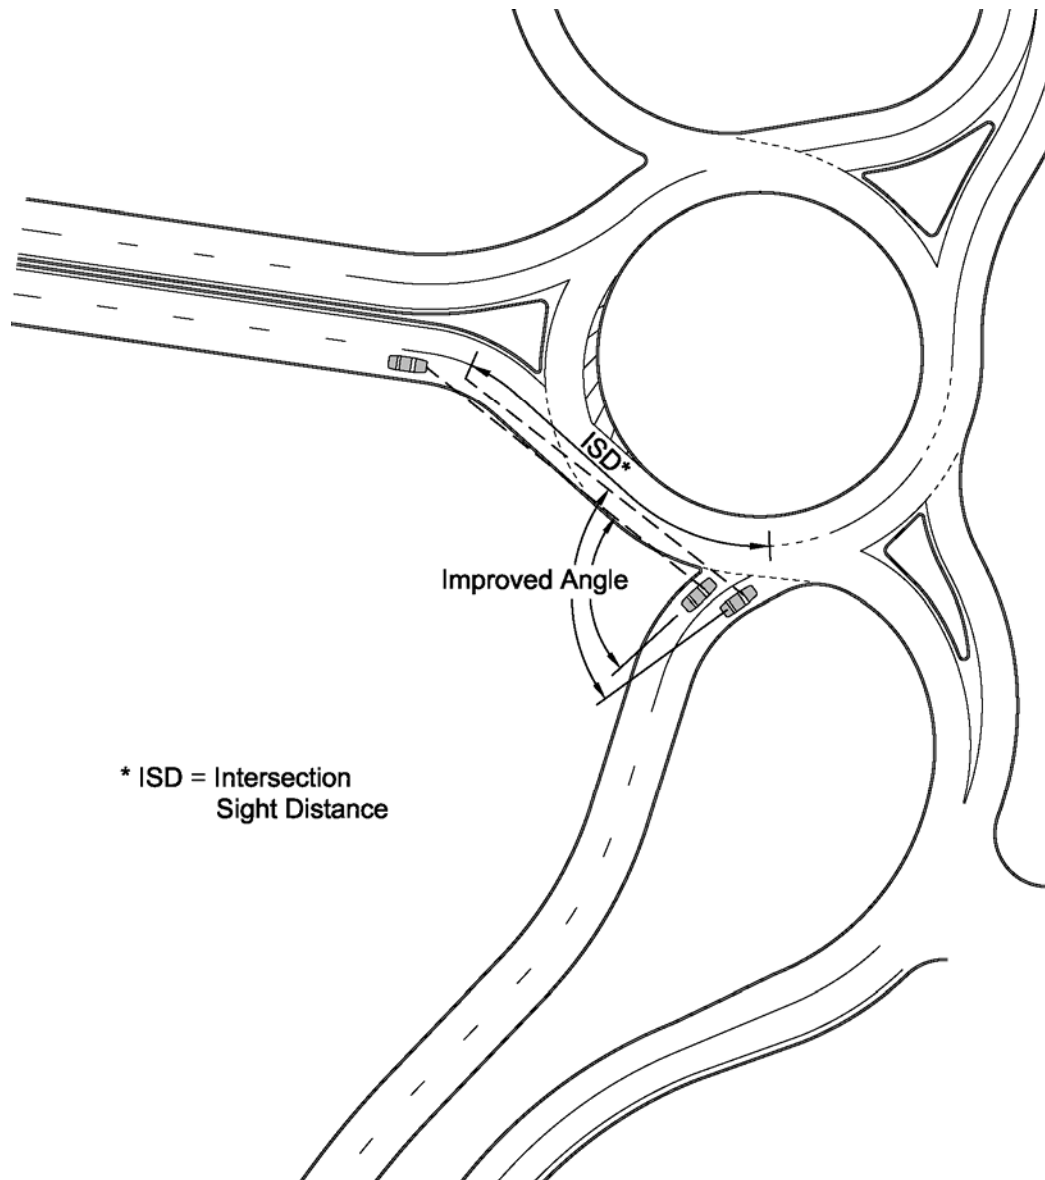 ISD*
Improved Angle
* ISD = Intersection
Sight Distance